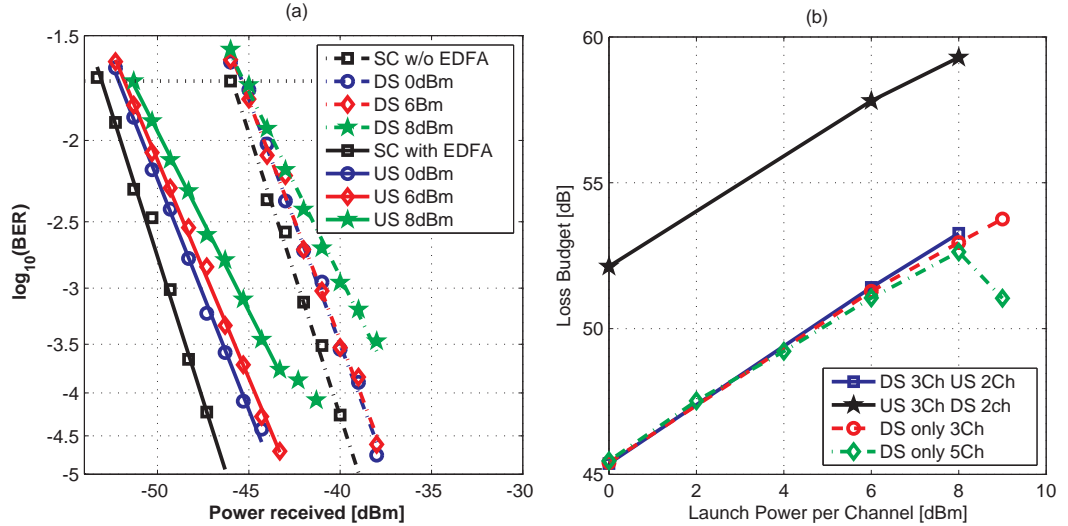 (a)
-1.5
-2
-2.5
-3
-3.5
-4
-4.5
-5
log10(BER)
-50
-45
-40
-35
-30
Power received [dBm]
SC w/o EDFA
DS 0dBm
DS 6Bm
DS 8dBm
SC with EDFA
US 0dBm
US 6dBm
US 8dBm
(b)
60
55
50
45
Loss Budget [dB]
0
2
4
6
8
10
Launch Power per Channel [dBm]
DS 3Ch US 2Ch
US 3Ch DS 2ch
DS only 3Ch
DS only 5Ch